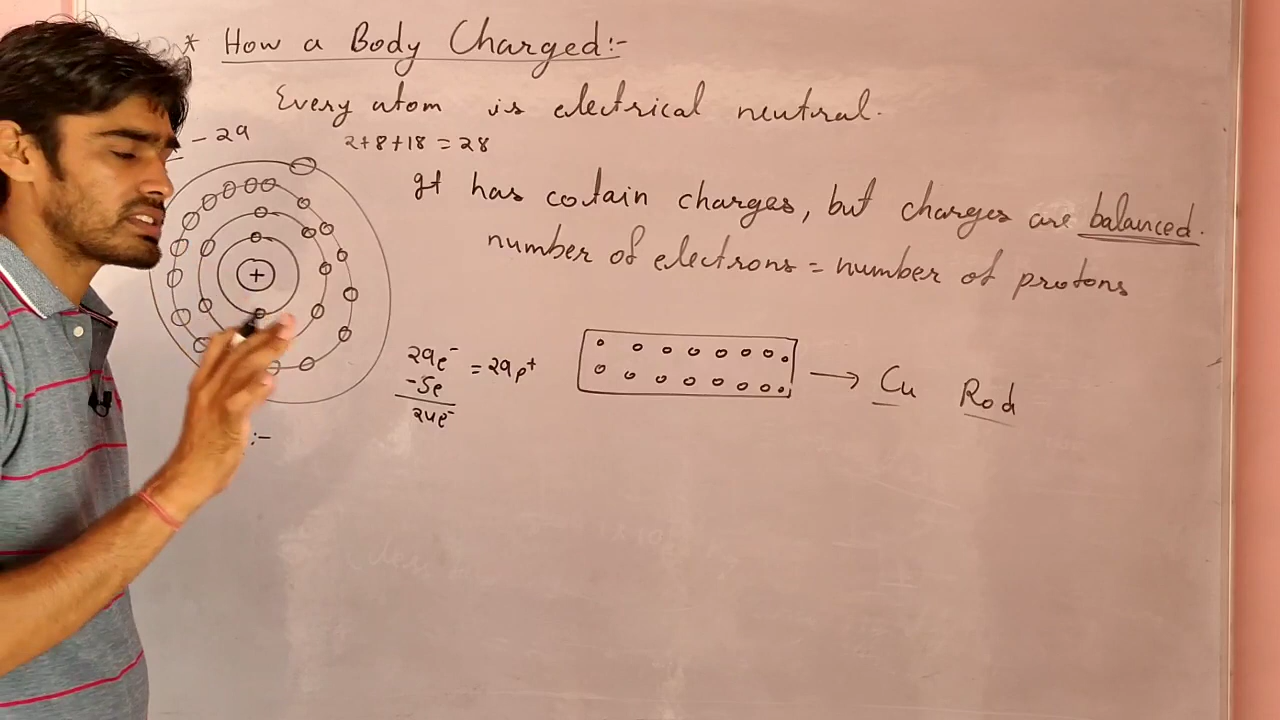 * How a Body Charged:-
Every atom is electrical neutral.
- 29
2+8+18 = 28
It has cotain charges, but charges are balanced.
number of electrons = number of protons
+
29e⁻ = 29p⁺
-5e
24e⁻
→ Cu Rod
:-